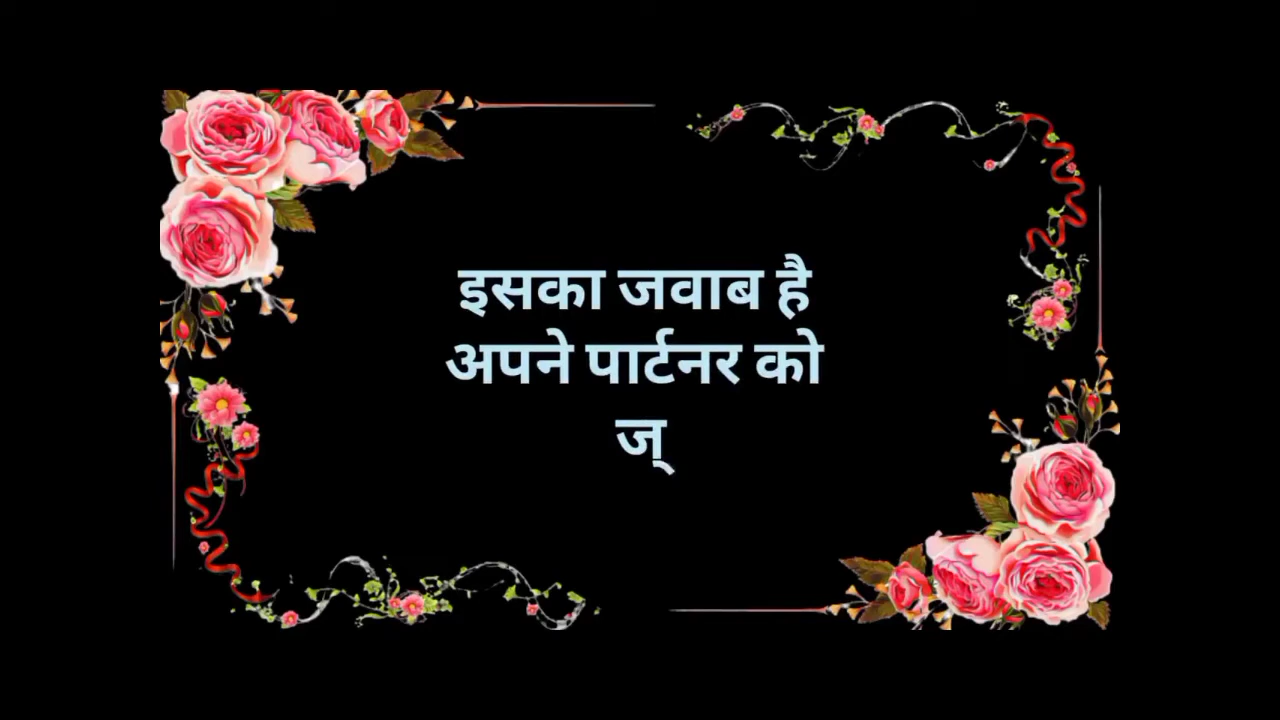 इसका जवाब है
अपने पार्टनर को
ज्